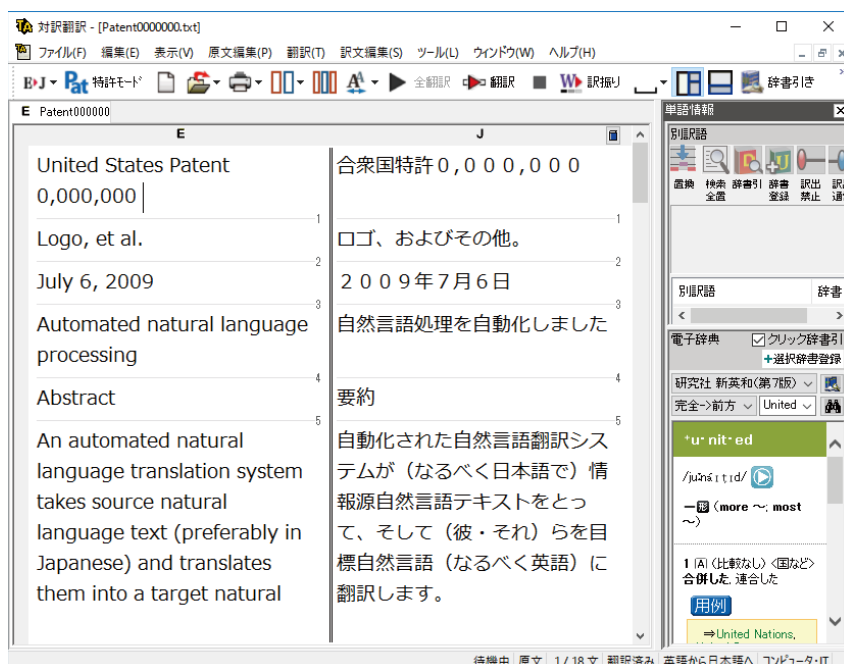 対訳翻訳 - [Patent0000000.txt]
ファイル(F) 編集(E) 表示(V) 原文編集(P) 翻訳(T) 訳文編集(S) ツール(L) ウィンドウ(W) ヘルプ(H)
E▸J Pat 特許モード 全翻訳 翻訳 訳振り 辞書引き
E Patent000000
E J
United States Patent
0,000,000
合衆国特許0,000,000
1 1
Logo, et al.
ロゴ、およびその他。
2 2
July 6, 2009
2009年7月6日
3 3
Automated natural language
processing
自然言語処理を自動化しました
4 4
Abstract
要約
5 5
An automated natural
language translation system
takes source natural
language text (preferably in
Japanese) and translates
them into a target natural
自動化された自然言語翻訳シス
テムが（なるべく日本語で）情
報源自然言語テキストをとっ
て、そして（彼・それ）らを目
標自然言語（なるべく英語）に
翻訳します。
単語情報
別訳語
置換 検索 辞書引 辞書 訳出
全置 登録 禁止
別訳語 辞書
電子辞典 クリック辞書引
+選択辞書登録
研究社 新英和(第7版)
完全->前方 United
⁺u·nit·ed
/juːnáɪtɪd/
—形 (more ～; most
～)
1 A (比較なし) 〈国など〉
合併した, 連合した
用例
⇒United Nations,
待機中 原文 1/18文 翻訳済み 英語から日本語へ コンピュータ・IT